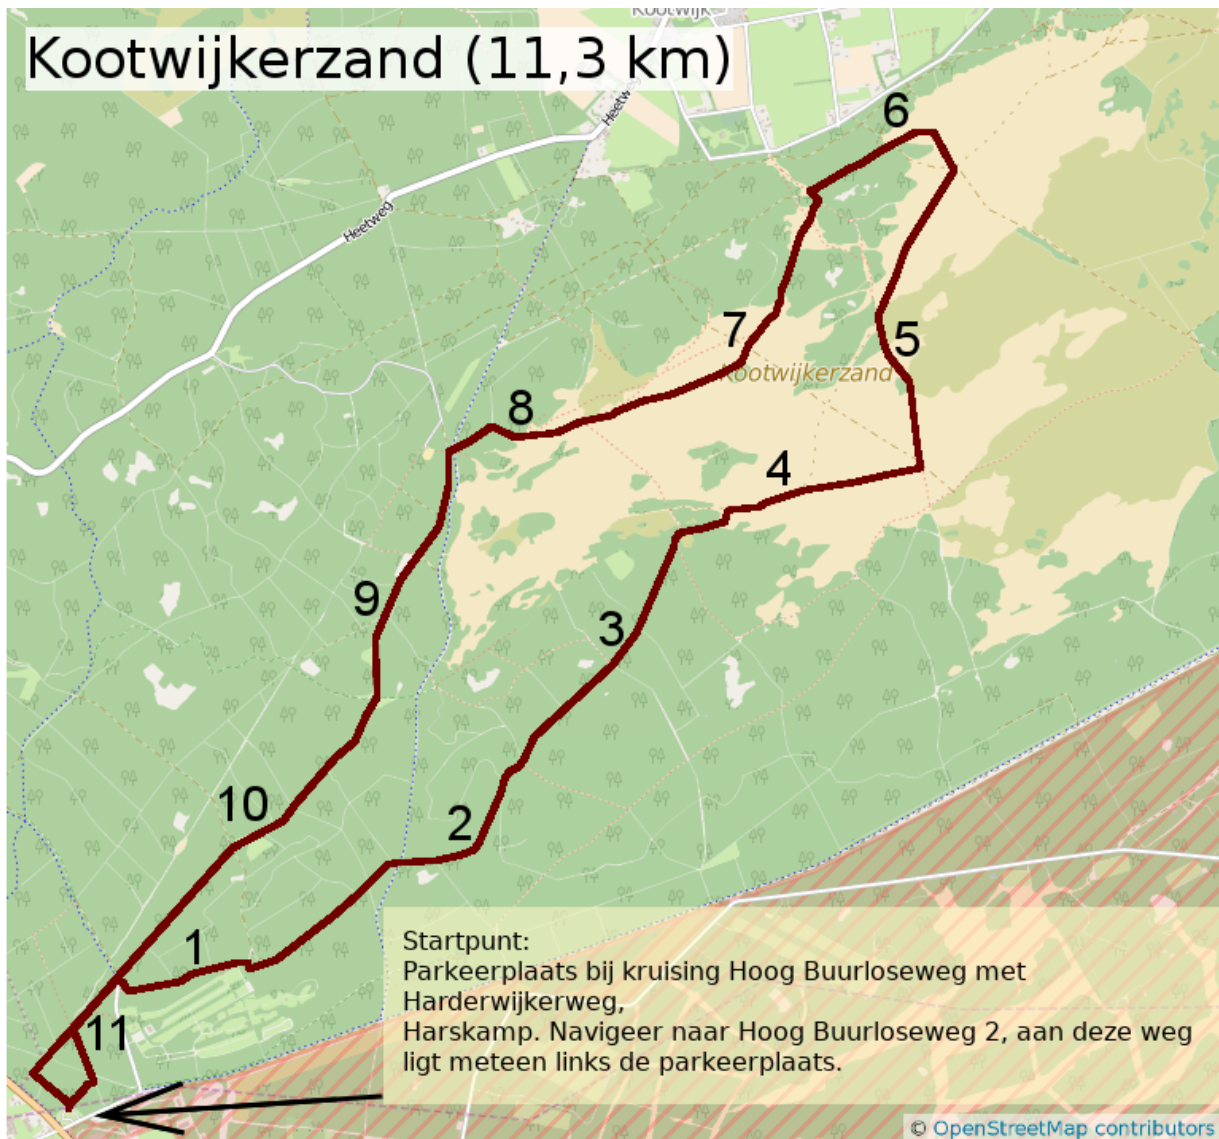 Kootwijk
Kootwijkerzand (11,3 km)
Heetweg
6
Heetweg
7
5
Kootwijkerzand
8
4
9
3
10
2
1
11
Startpunt:
Parkeerplaats bij kruising Hoog Buurloseweg met
Harderwijkerweg,
Harskamp. Navigeer naar Hoog Buurloseweg 2, aan deze weg
ligt meteen links de parkeerplaats.
© OpenStreetMap contributors